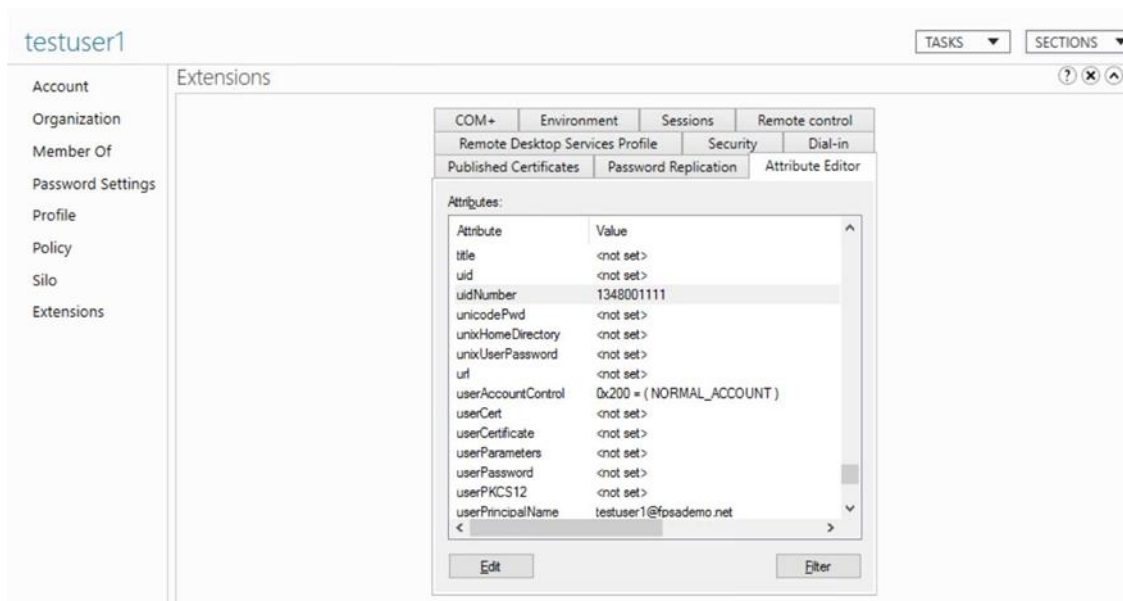 testuser1
TASKS
SECTIONS
Account
Organization
Member Of
Password Settings
Profile
Policy
Silo
Extensions
Extensions
COM+ Environment Sessions Remote control
Remote Desktop Services Profile Security Dial-in
Published Certificates Password Replication Attribute Editor
Attributes:
Attribute Value
title <not set>
uid <not set>
uidNumber 1348001111
unicodePwd <not set>
unixHomeDirectory <not set>
unixUserPassword <not set>
url <not set>
userAccountControl 0x200 = ( NORMAL_ACCOUNT )
userCert <not set>
userCertificate <not set>
userParameters <not set>
userPassword <not set>
userPKCS12 <not set>
userPrincipalName testuser1@fpsademo.net
Edit Filter